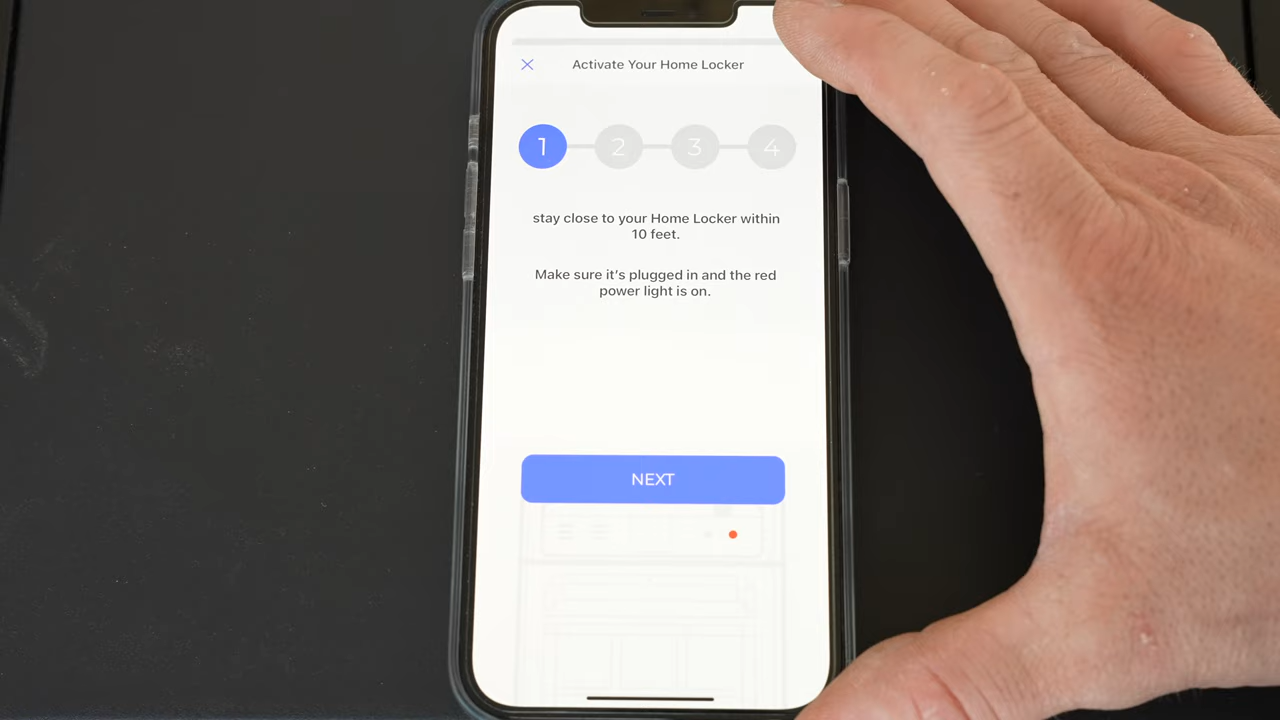 Activate Your Home Locker
1 2 3 4
stay close to your Home Locker within
10 feet.
Make sure it's plugged in and the red
power light is on.
NEXT